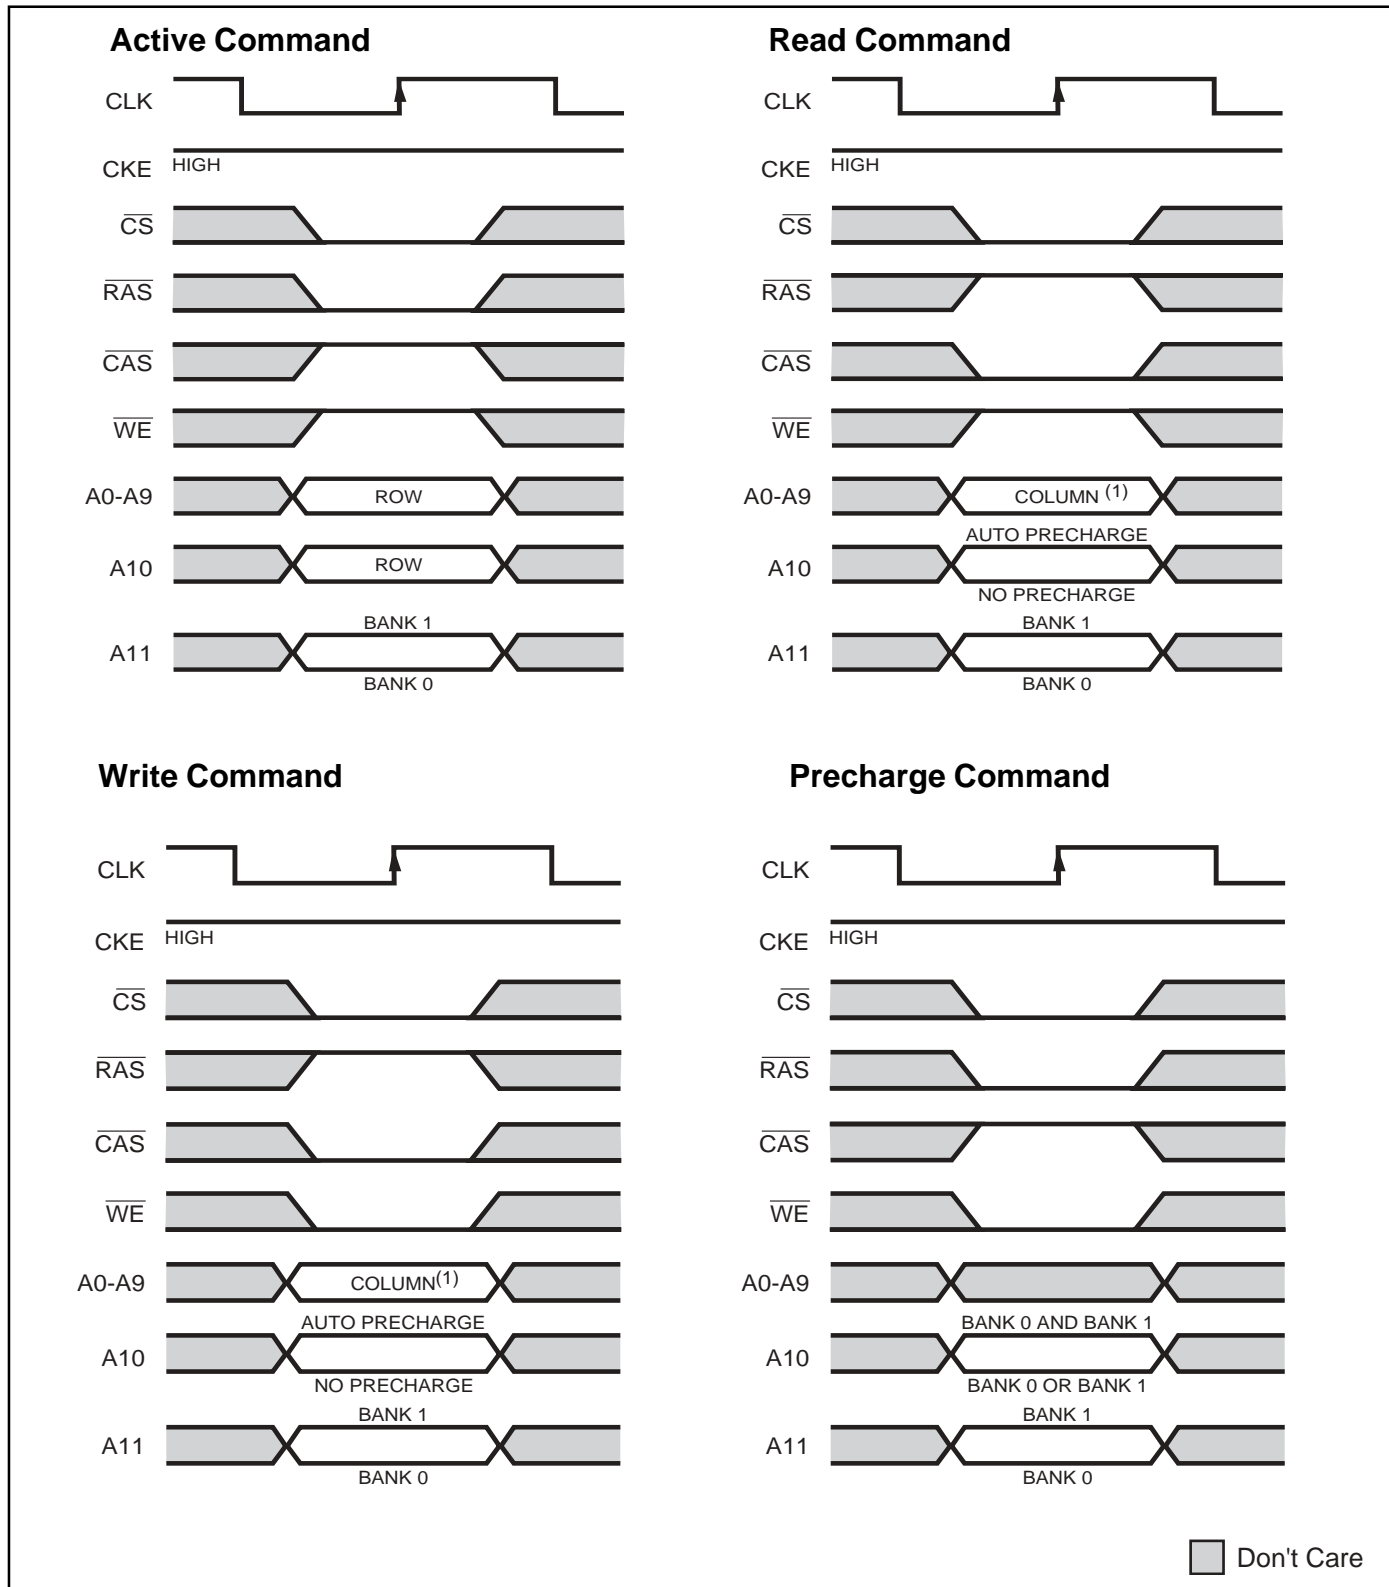 Active Command
CLK
CKE HIGH
CS
RAS
CAS
WE
A0-A9 ROW
A10 ROW
BANK 1
A11
BANK 0
Read Command
CLK
CKE HIGH
CS
RAS
CAS
WE
A0-A9 COLUMN (1)
AUTO PRECHARGE
A10
NO PRECHARGE
BANK 1
A11
BANK 0
Write Command
CLK
CKE HIGH
CS
RAS
CAS
WE
A0-A9 COLUMN(1)
AUTO PRECHARGE
A10
NO PRECHARGE
BANK 1
A11
BANK 0
Precharge Command
CLK
CKE HIGH
CS
RAS
CAS
WE
A0-A9
BANK 0 AND BANK 1
A10
BANK 0 OR BANK 1
BANK 1
A11
BANK 0
Don't Care